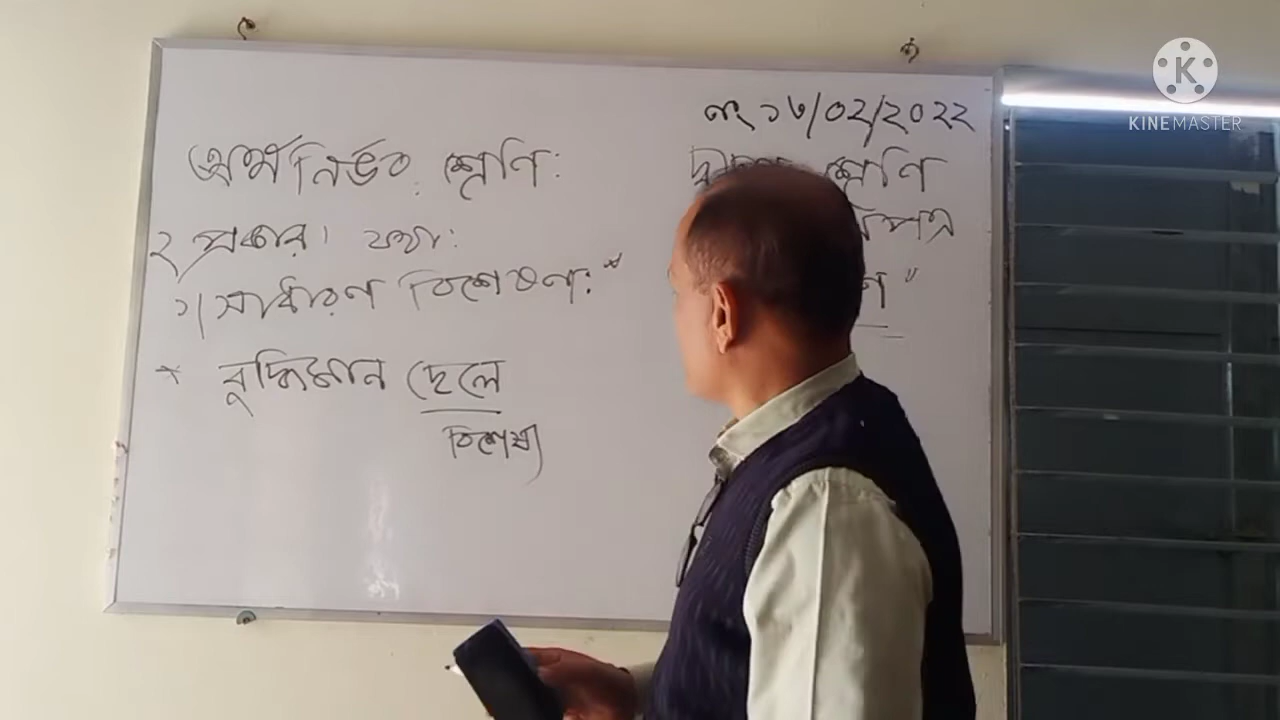 অর্থ নির্ভর শ্রেণি:
২ প্রকার। যথা:
১। সাধারণ বিশেষণ:*
* বুদ্ধিমান ছেলে
বিশেষ্য
তাং ১৬/০২/২০২২
শ্রেণি
ণ"
KINEMASTER